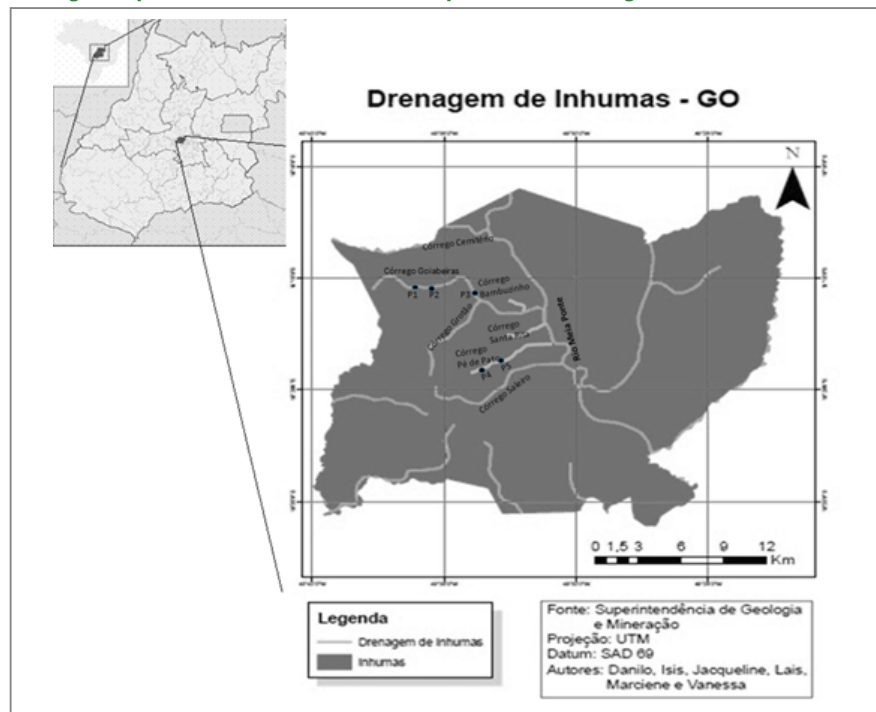 Drenagem de Inhumas - GO
N
Córrego Cemitério
Córrego Goiabeiras
P1
P2
P3
Córrego
Bambuzinho
Córrego Grotão
Córrego
Santa Rita
Rio Meia Ponte
Córrego
Pé de Pato
P4
P5
Córrego Saleiro
0 1,5 3 6 9 12
Km
Legenda
Drenagem de Inhumas
Inhumas
Fonte: Superintendência de Geologia
e Mineração
Projeção: UTM
Datum: SAD 69
Autores: Danilo, Isis, Jacqueline, Lais,
Marciene e Vanessa